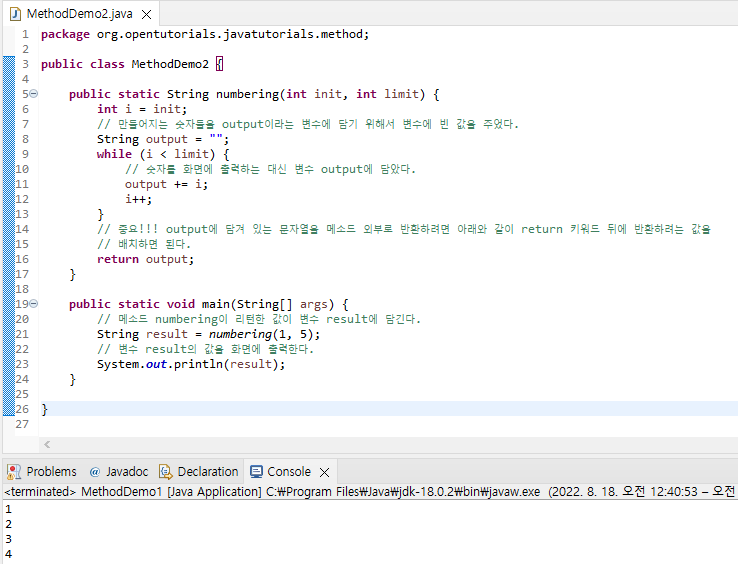 MethodDemo2.java
1 package org.opentutorials.javatutorials.method;
2
3 public class MethodDemo2 {
4
5 public static String numbering(int init, int limit) {
6 int i = init;
7 // 만들어지는 숫자들을 output이라는 변수에 담기 위해서 변수에 빈 값을 주었다.
8 String output = "";
9 while (i < limit) {
10 // 숫자를 화면에 출력하는 대신 변수 output에 담았다.
11 output += i;
12 i++;
13 }
14 // 중요!!! output에 담겨 있는 문자열을 메소드 외부로 반환하려면 아래와 같이 return 키워드 뒤에 반환하려는 값을
15 // 배치하면 된다.
16 return output;
17 }
18
19 public static void main(String[] args) {
20 // 메소드 numbering이 리턴한 값이 변수 result에 담긴다.
21 String result = numbering(1, 5);
22 // 변수 result의 값을 화면에 출력한다.
23 System.out.println(result);
24 }
25
26 }
27
Problems @ Javadoc Declaration Console
<terminated> MethodDemo1 [Java Application] C:₩Program Files₩Java₩jdk-18.0.2₩bin₩javaw.exe (2022. 8. 18. 오전 12:40:53 – 오전
1
2
3
4